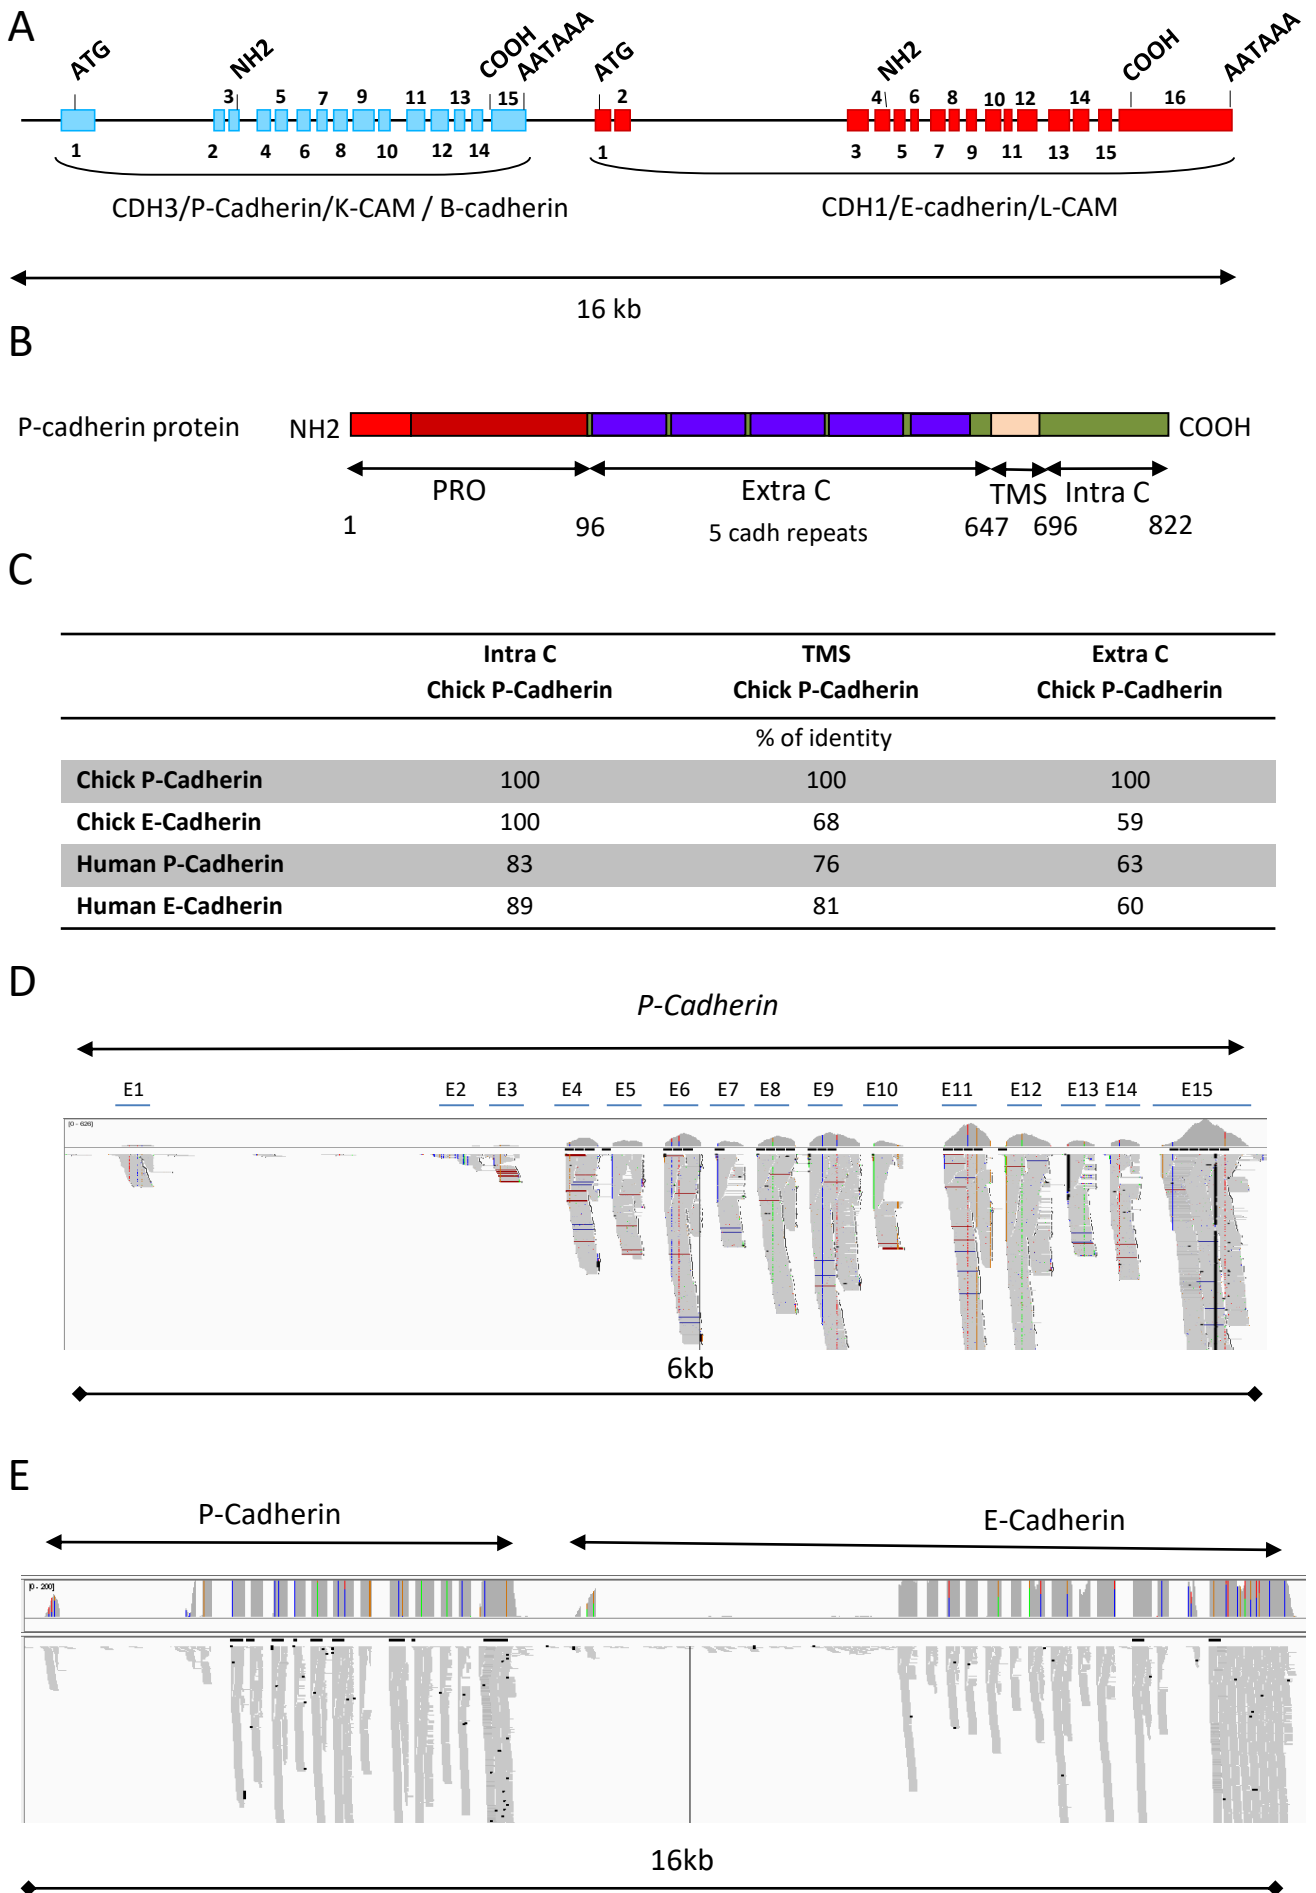 A
ATG NH2 COOH AATAAA ATG NH2 COOH AATAAA
3 5 7 9 11 13 15 2 4 6 8 10 12 14 16
1 2 4 6 8 10 12 14 1 3 5 7 9 11 13 15
CDH3/P-Cadherin/K-CAM / B-cadherin CDH1/E-cadherin/L-CAM
16 kb
B
P-cadherin protein NH2 COOH
PRO Extra C TMS Intra C
1 96 5 cadh repeats 647 696 822
C
Intra C TMS Extra C
Chick P-Cadherin Chick P-Cadherin Chick P-Cadherin
% of identity
Chick P-Cadherin 100 100 100
Chick E-Cadherin 100 68 59
Human P-Cadherin 83 76 63
Human E-Cadherin 89 81 60
D
P-Cadherin
E1 E2 E3 E4 E5 E6 E7 E8 E9 E10 E11 E12 E13 E14 E15
[0 - 626]
6kb
E
P-Cadherin E-Cadherin
[0 - 200]
16kb